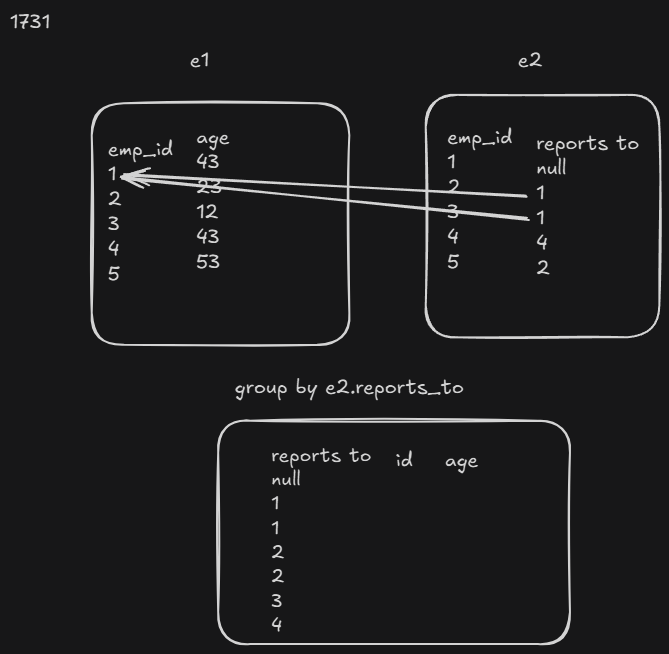 1731
e1
e2
emp_id age
43
1 23
2 12
3 43
4 53
5
emp_id reports to
1 null
2 1
3 1
4 4
5 2
group by e2.reports_to
reports to id age
null
1
1
2
2
3
4